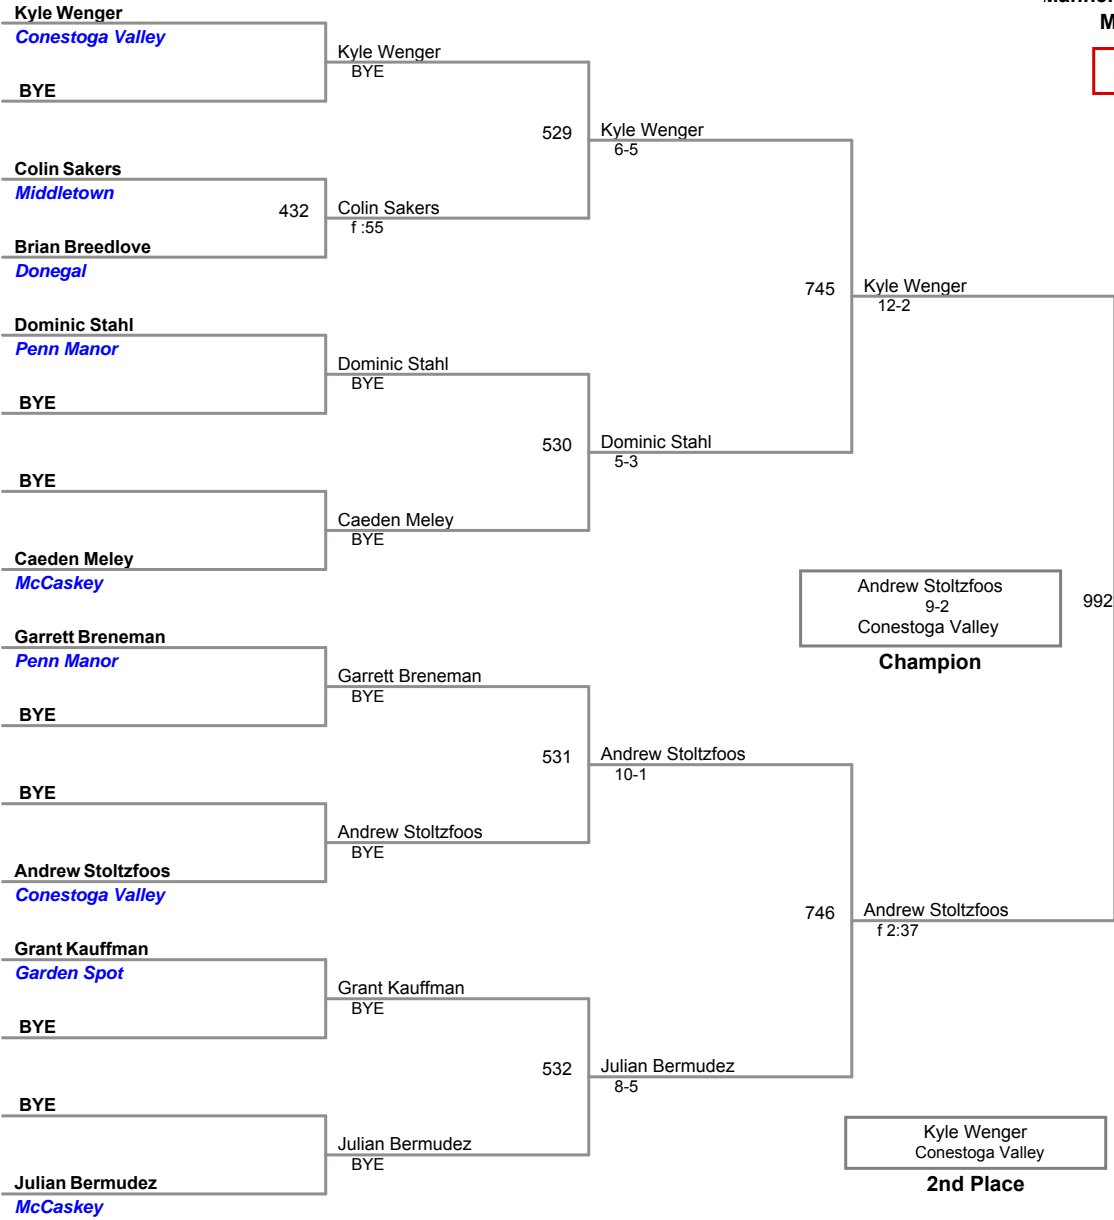 Kyle Wenger
Conestoga Valley
BYE
Colin Sakers
Middletown
Brian Breedlove
Donegal
Dominic Stahl
Penn Manor
BYE
BYE
Caeden Meley
McCaskey
Garrett Breneman
Penn Manor
BYE
BYE
Andrew Stoltzfoos
Conestoga Valley
Grant Kauffman
Garden Spot
BYE
BYE
Julian Bermudez
McCaskey
Kyle Wenger
BYE
432
Colin Sakers
f :55
Dominic Stahl
BYE
Caeden Meley
BYE
Garrett Breneman
BYE
Andrew Stoltzfoos
BYE
Grant Kauffman
BYE
Julian Bermudez
BYE
529
Kyle Wenger
6-5
530
Dominic Stahl
5-3
531
Andrew Stoltzfoos
10-1
532
Julian Bermudez
8-5
745
Kyle Wenger
12-2
746
Andrew Stoltzfoos
f 2:37
M
Andrew Stoltzfoos
9-2
Conestoga Valley
Champion
992
Kyle Wenger
Conestoga Valley
2nd Place